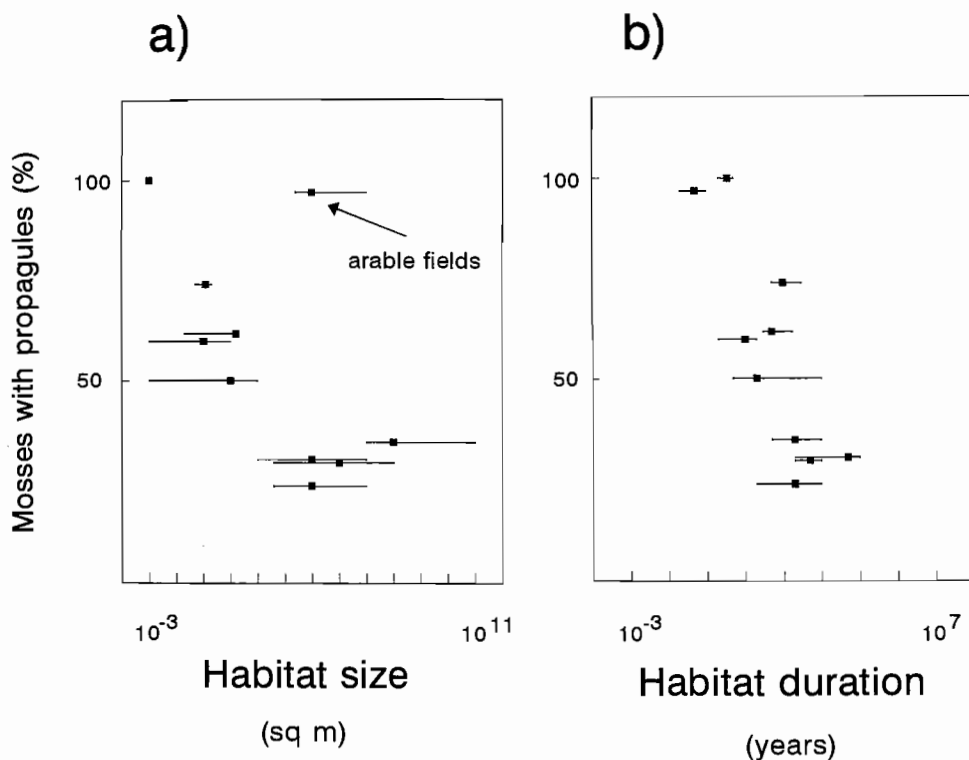 a)
b)
Mosses with propagules (%)
100
50
arable fields
10^-3
10^11
Habitat size
(sq m)
100
50
10^-3
10^7
Habitat duration
(years)